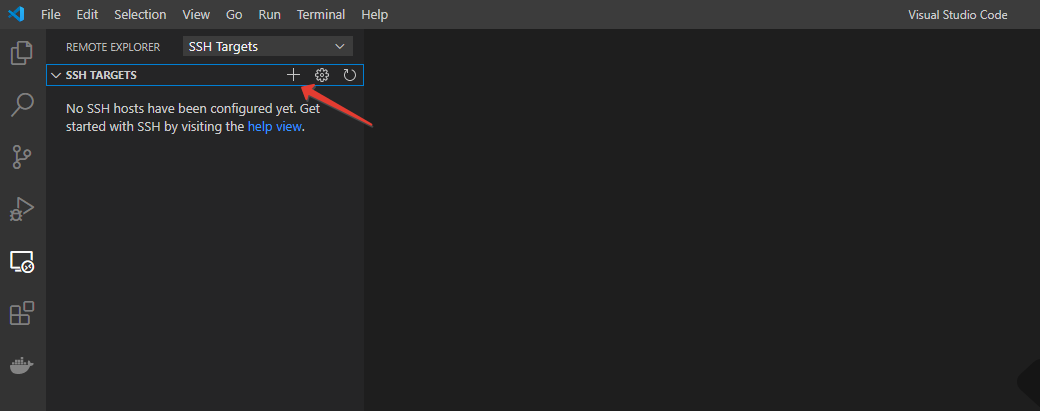 File Edit Selection View Go Run Terminal Help Visual Studio Code
REMOTE EXPLORER SSH Targets
SSH TARGETS
No SSH hosts have been configured yet. Get
started with SSH by visiting the help view.